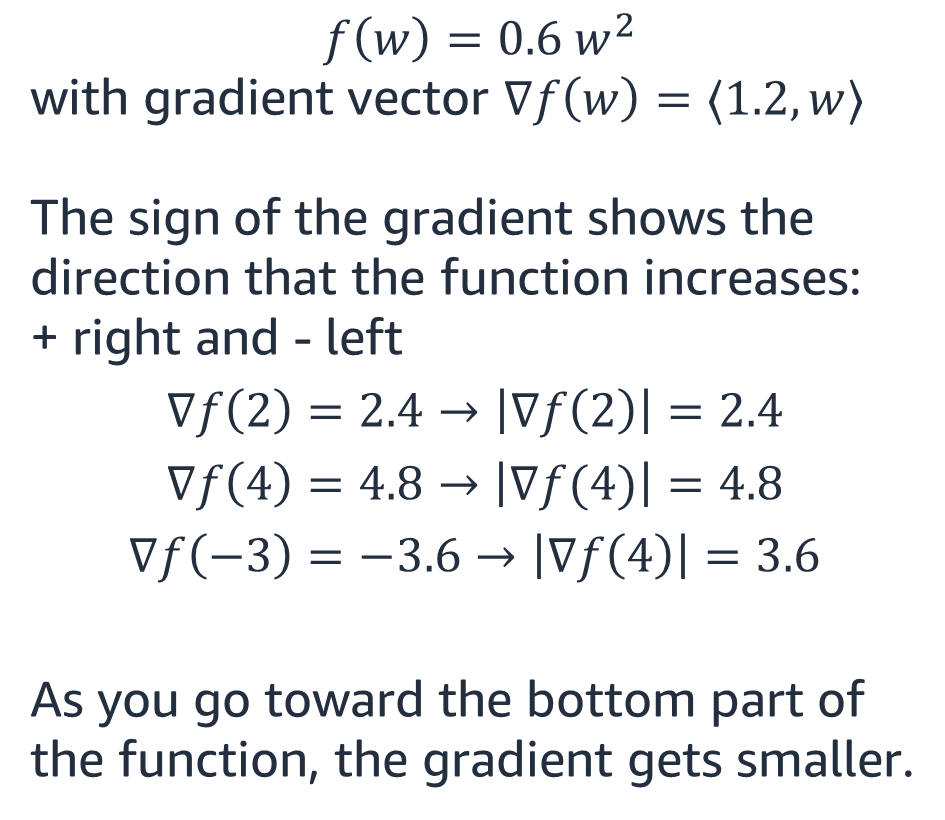 f(w) = 0.6 w²
with gradient vector ∇f(w) = ⟨1.2, w⟩
The sign of the gradient shows the
direction that the function increases:
+ right and - left
∇f(2) = 2.4 → |∇f(2)| = 2.4
∇f(4) = 4.8 → |∇f(4)| = 4.8
∇f(−3) = −3.6 → |∇f(4)| = 3.6
As you go toward the bottom part of
the function, the gradient gets smaller.